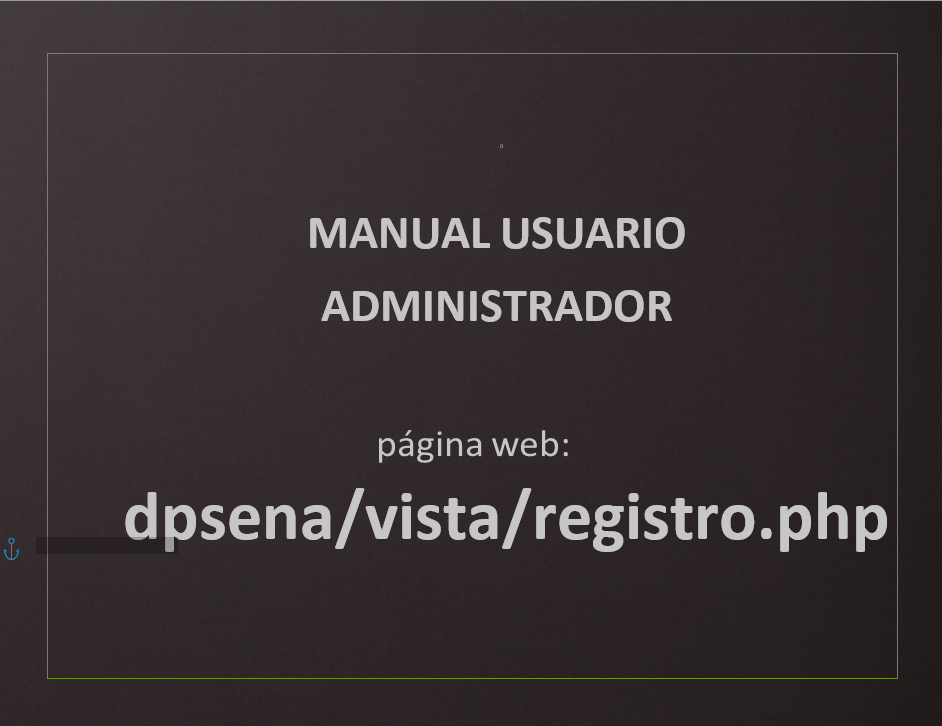 MANUAL USUARIO
ADMINISTRADOR
página web:
dpsena/vista/registro.php